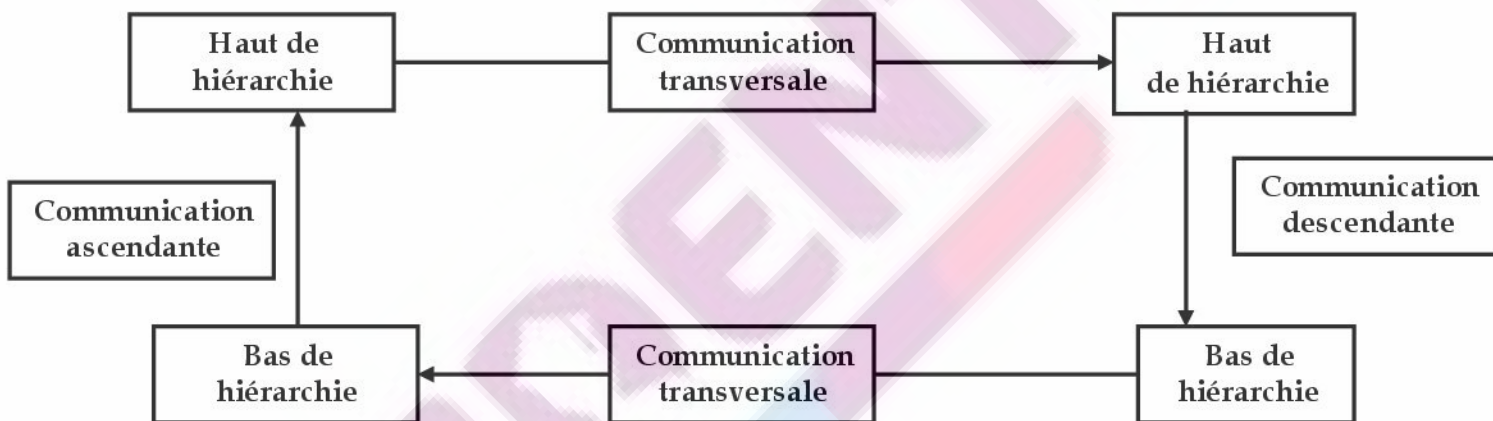 Haut de
hiérarchie
Communication
transversale
Haut
de hiérarchie
Communication
ascendante
Communication
descendante
Bas de
hiérarchie
Communication
transversale
Bas de
hiérarchie